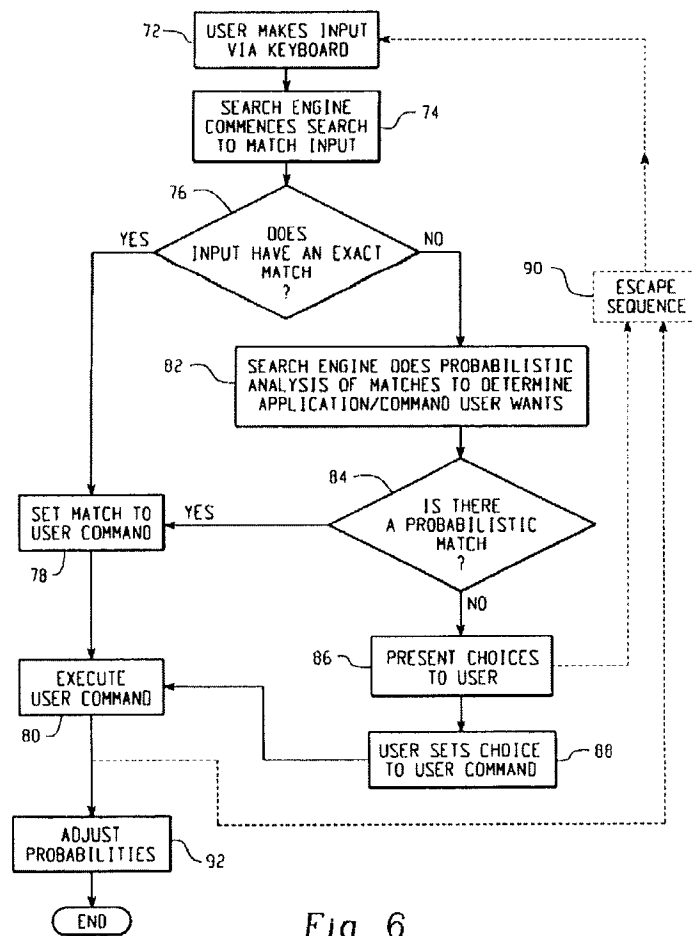 72
USER MAKES INPUT
VIA KEYBOARD
SEARCH ENGINE
COMMENCES SEARCH
TO MATCH INPUT
74
76
DOES
INPUT HAVE AN EXACT
MATCH
?
YES
NO
90
ESCAPE
SEQUENCE
82
SEARCH ENGINE DOES PROBABILISTIC
ANALYSIS OF MATCHES TO DETERMINE
APPLICATION/COMMAND USER WANTS
84
IS THERE
A PROBABILISTIC
MATCH
?
YES
NO
SET MATCH TO
USER COMMAND
78
86
PRESENT CHOICES
TO USER
EXECUTE
USER COMMAND
80
USER SETS CHOICE
TO USER COMMAND
88
ADJUST
PROBABILITIES
92
END
Fig. 6